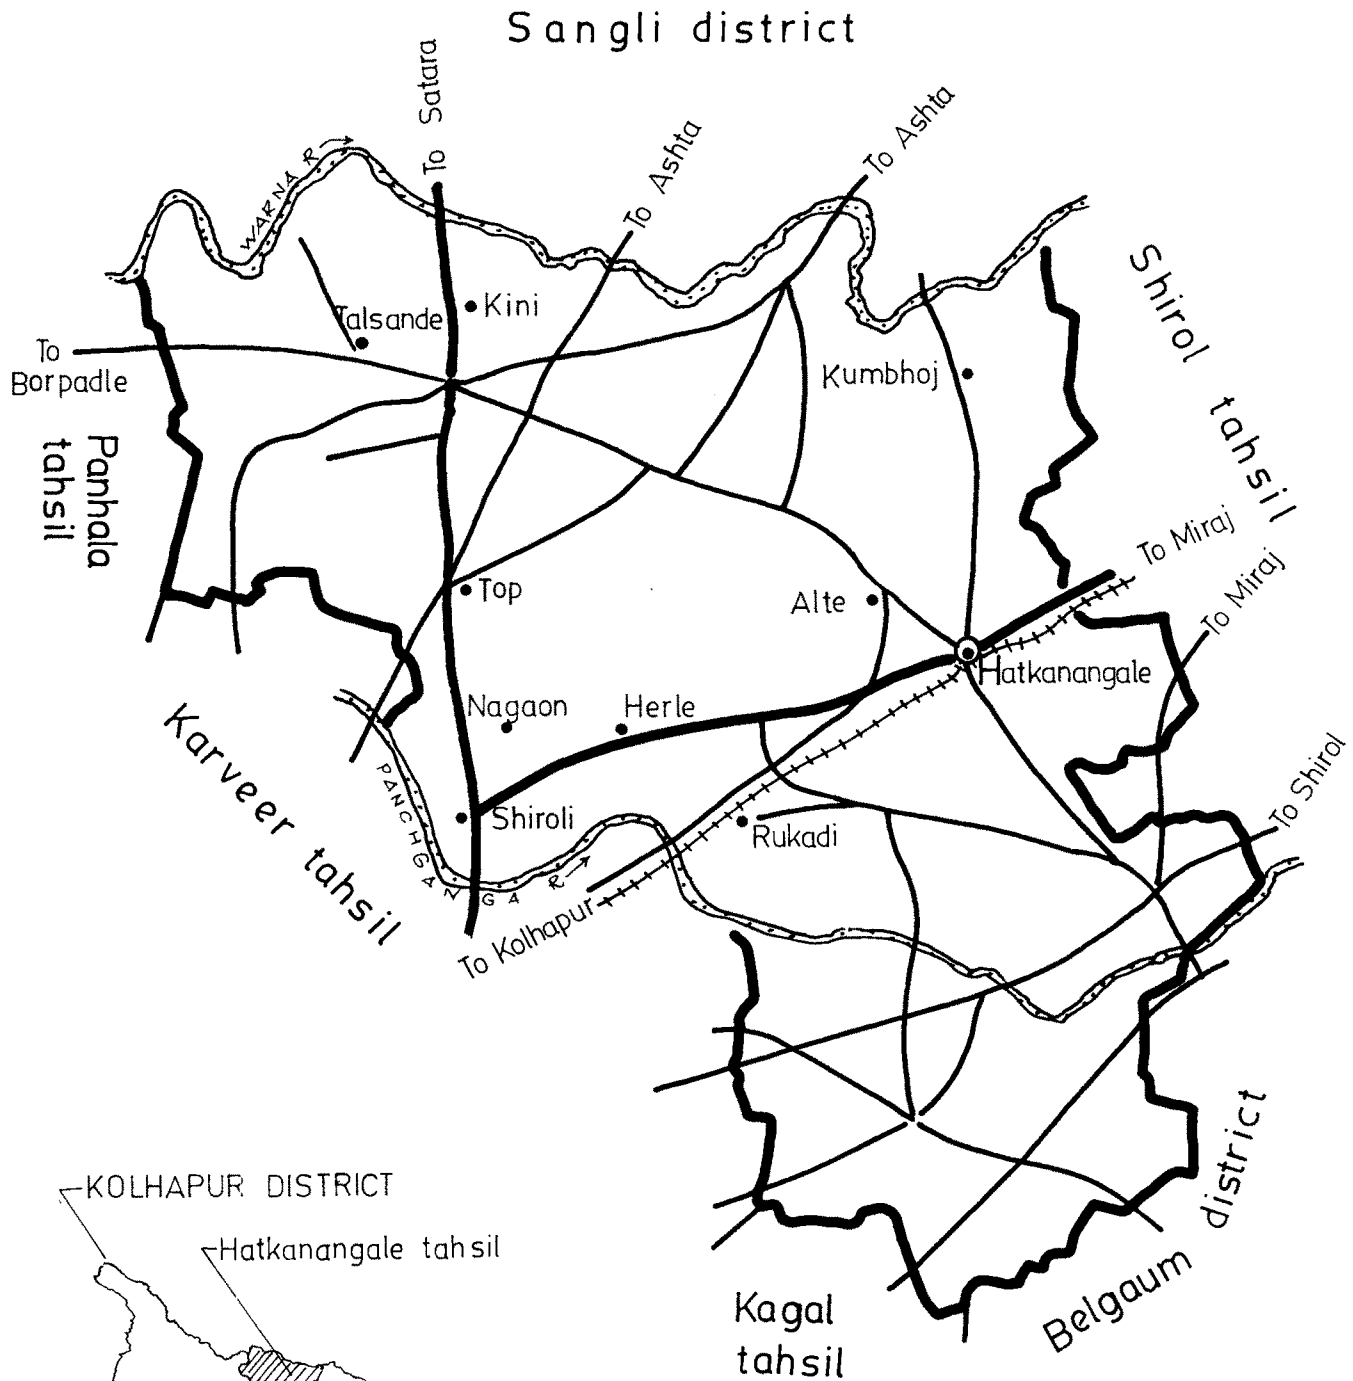 Sangli district
To Satara
To Ashta
To Ashta
WARNA R
Shirol tahsil
Talsande
Kini
To
Borpadle
Kumbhoj
Panhala
tahsil
To Miraj
To Miraj
Top
Alte
Hatkanangale
Nagaon
Herle
Karveer tahsil
PANCHGANGA R
Shiroli
Rukadi
To Shirol
To Kolhapur
KOLHAPUR DISTRICT
Hatkanangale tahsil
Belgaum district
Kagal
tahsil